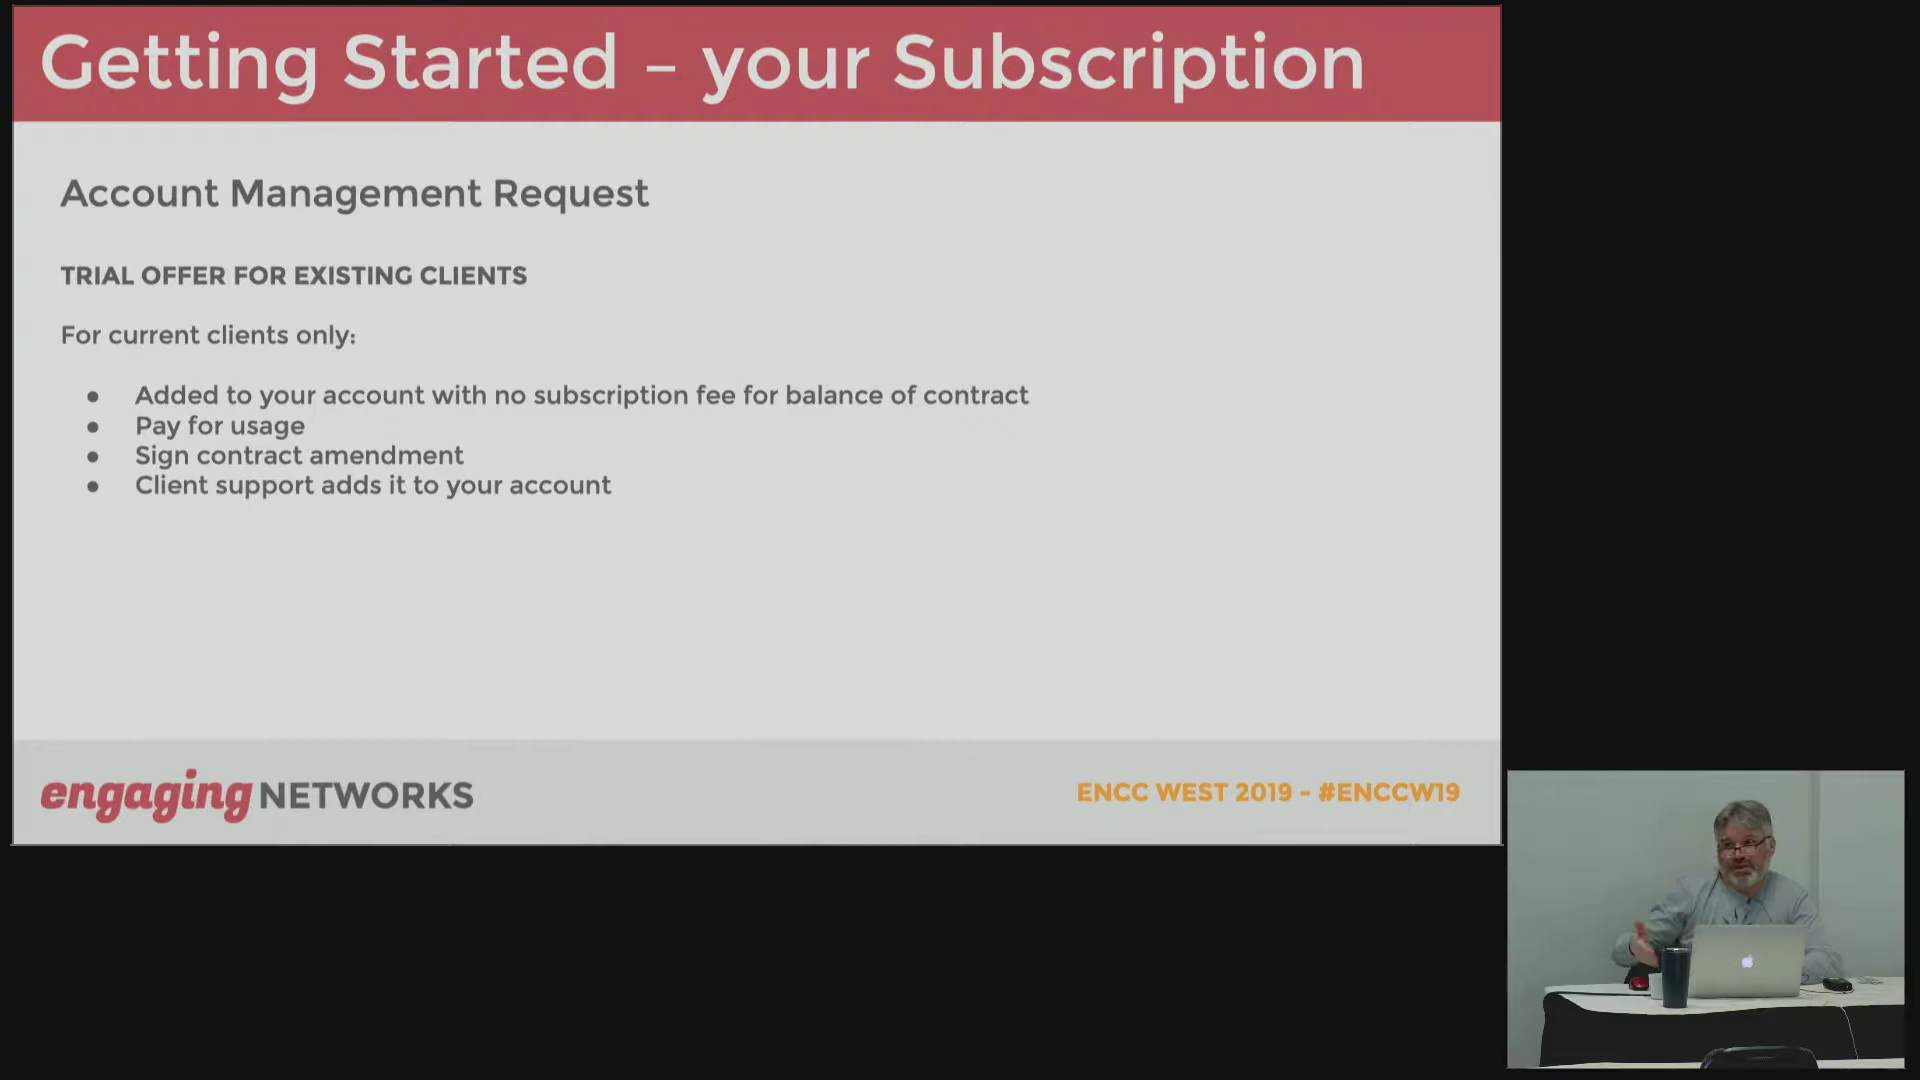 Getting Started – your Subscription
Account Management Request
TRIAL OFFER FOR EXISTING CLIENTS
For current clients only:
● Added to your account with no subscription fee for balance of contract
● Pay for usage
● Sign contract amendment
● Client support adds it to your account
engaging NETWORKS
ENCC WEST 2019 - #ENCCW19